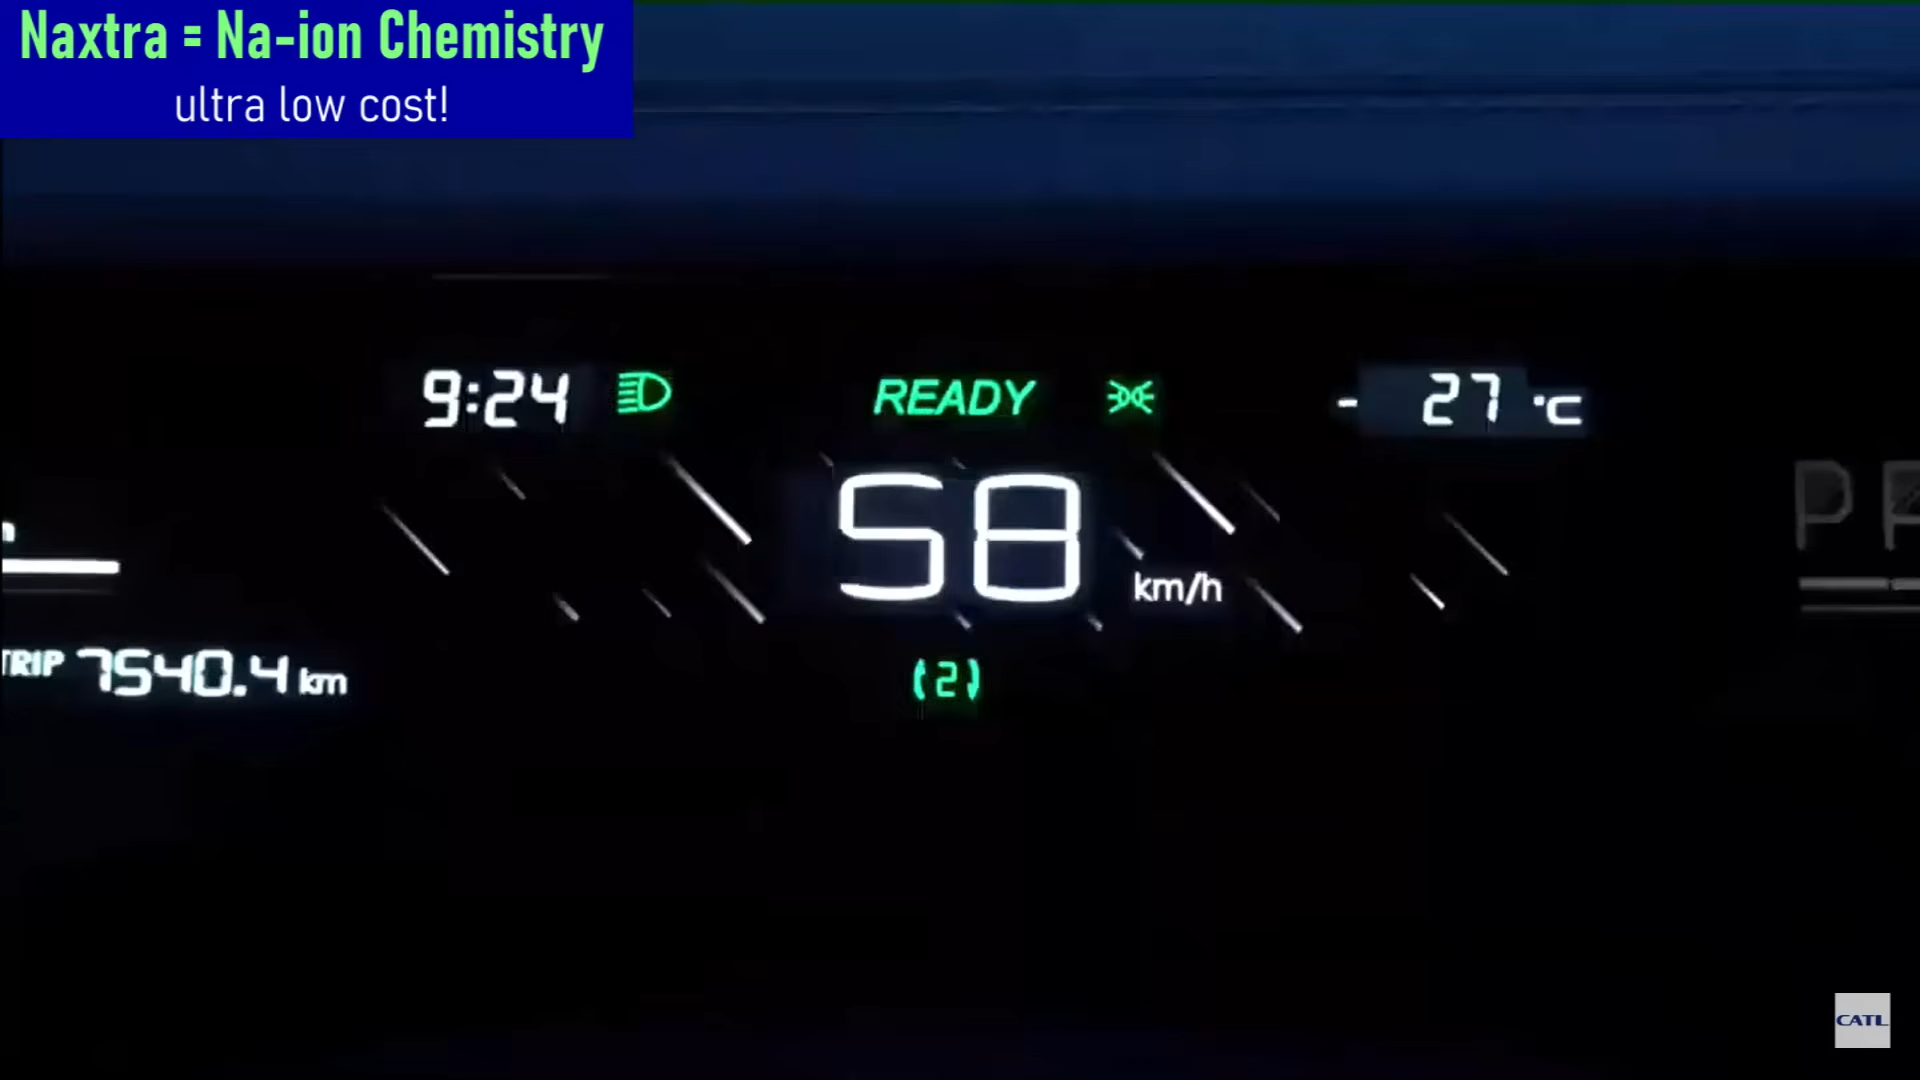 Naxtra = Na-ion Chemistry
ultra low cost!
9:24
READY
- 27 °C
58
km/h
TRIP 7540.4 km
(2)
P
CATL